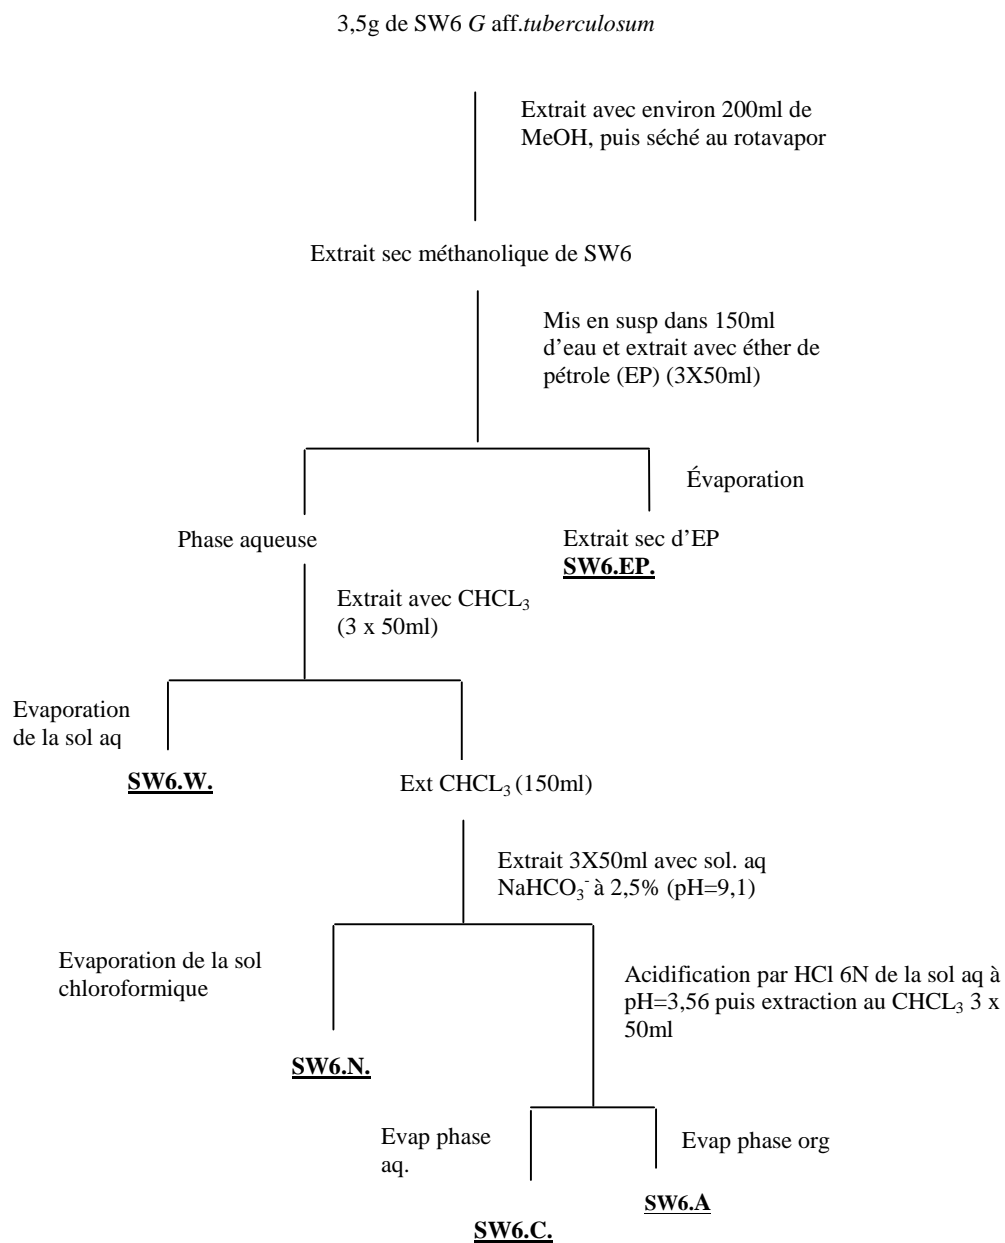 3,5g de SW6 G aff.tuberculosum
Extrait avec environ 200ml de
MeOH, puis séché au rotavapor
Extrait sec méthanolique de SW6
Mis en susp dans 150ml
d’eau et extrait avec éther de
pétrole (EP) (3X50ml)
Évaporation
Phase aqueuse
Extrait sec d’EP
SW6.EP.
Extrait avec CHCL₃
(3 x 50ml)
Evaporation
de la sol aq
SW6.W.
Ext CHCL₃ (150ml)
Extrait 3X50ml avec sol. aq
NaHCO₃⁻ à 2,5% (pH=9,1)
Evaporation de la sol
chloroformique
Acidification par HCl 6N de la sol aq à
pH=3,56 puis extraction au CHCL₃ 3 x
50ml
SW6.N.
Evap phase
aq.
Evap phase org
SW6.A
SW6.C.